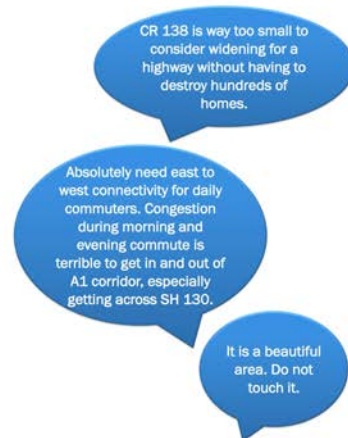 CR 138 is way too small to
consider widening for a
highway without having to
destroy hundreds of
homes.
Absolutely need east to
west connectivity for daily
commuters. Congestion
during morning and
evening commute is
terrible to get in and out of
A1 corridor, especially
getting across SH 130.
It is a beautiful
area. Do not
touch it.